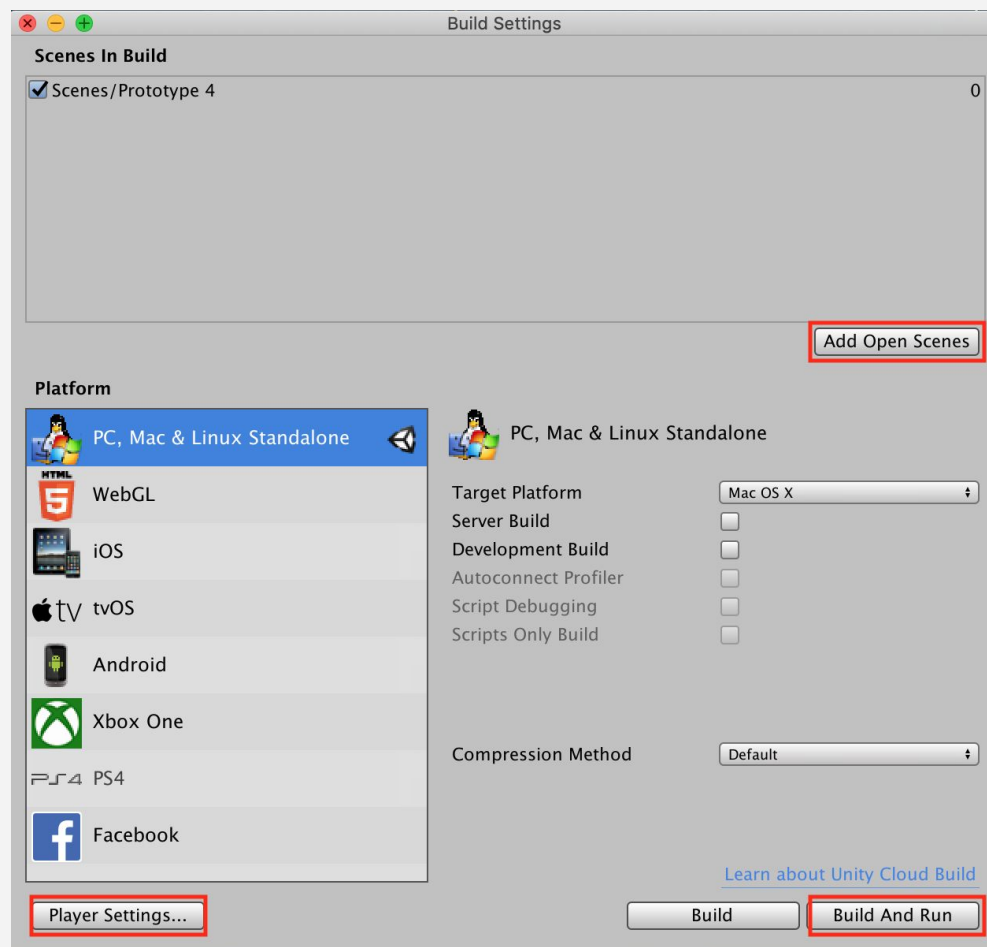 Build Settings
Scenes In Build
Scenes/Prototype 4 0
Add Open Scenes
Platform
PC, Mac & Linux Standalone
HTML
5
WebGL
iOS
tv tvOS
Android
Xbox One
PS4 PS4
f Facebook
PC, Mac & Linux Standalone
Target Platform Mac OS X
Server Build
Development Build
Autoconnect Profiler
Script Debugging
Scripts Only Build
Compression Method Default
Learn about Unity Cloud Build
Player Settings... Build Build And Run